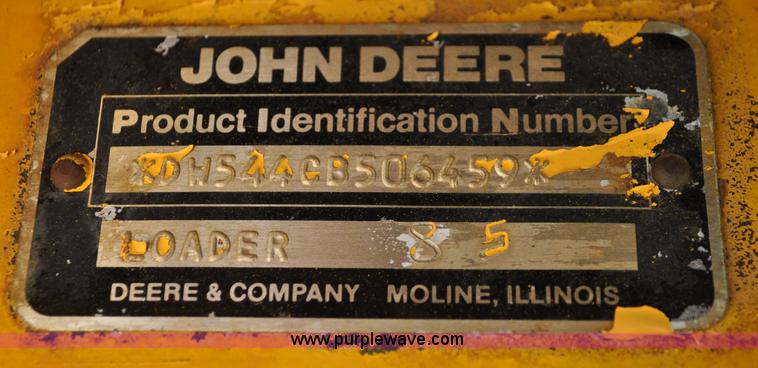 JOHN DEERE
Product Identification Number
*DW544GB506459*
LOADER 8 5
DEERE & COMPANY MOLINE, ILLINOIS
www.purplewave.com